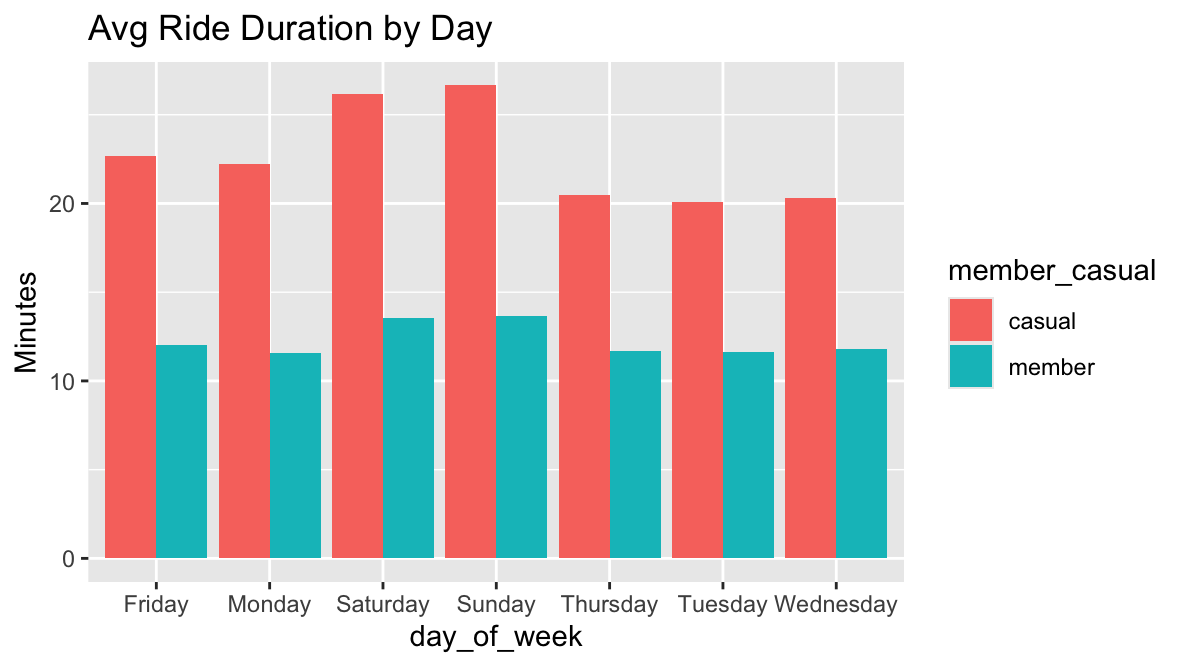 Avg Ride Duration by Day
Minutes
20
10
0
Friday Monday Saturday Sunday Thursday Tuesday Wednesday
day_of_week
member_casual
casual
member